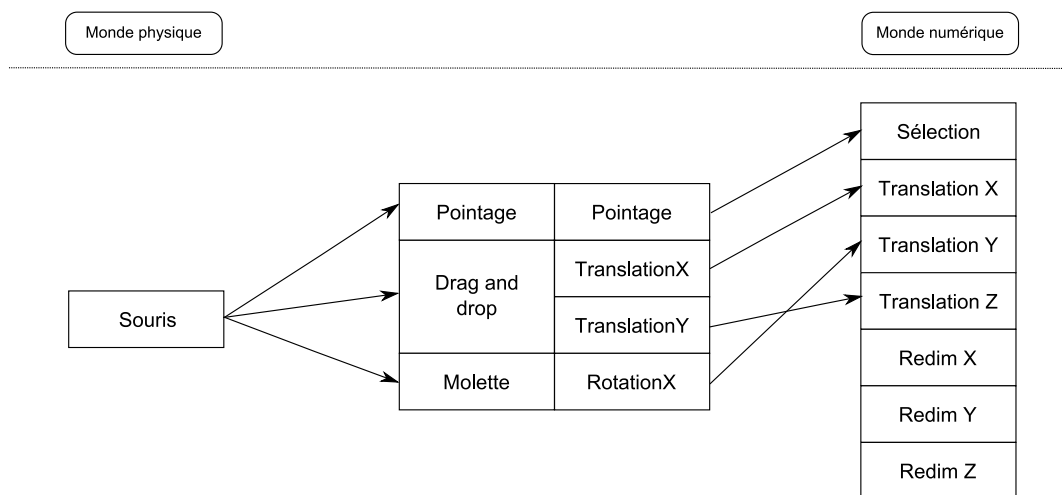 Monde physique
Monde numérique
Souris
Pointage
Pointage
Drag and
drop
TranslationX
TranslationY
Molette
RotationX
Sélection
Translation X
Translation Y
Translation Z
Redim X
Redim Y
Redim Z